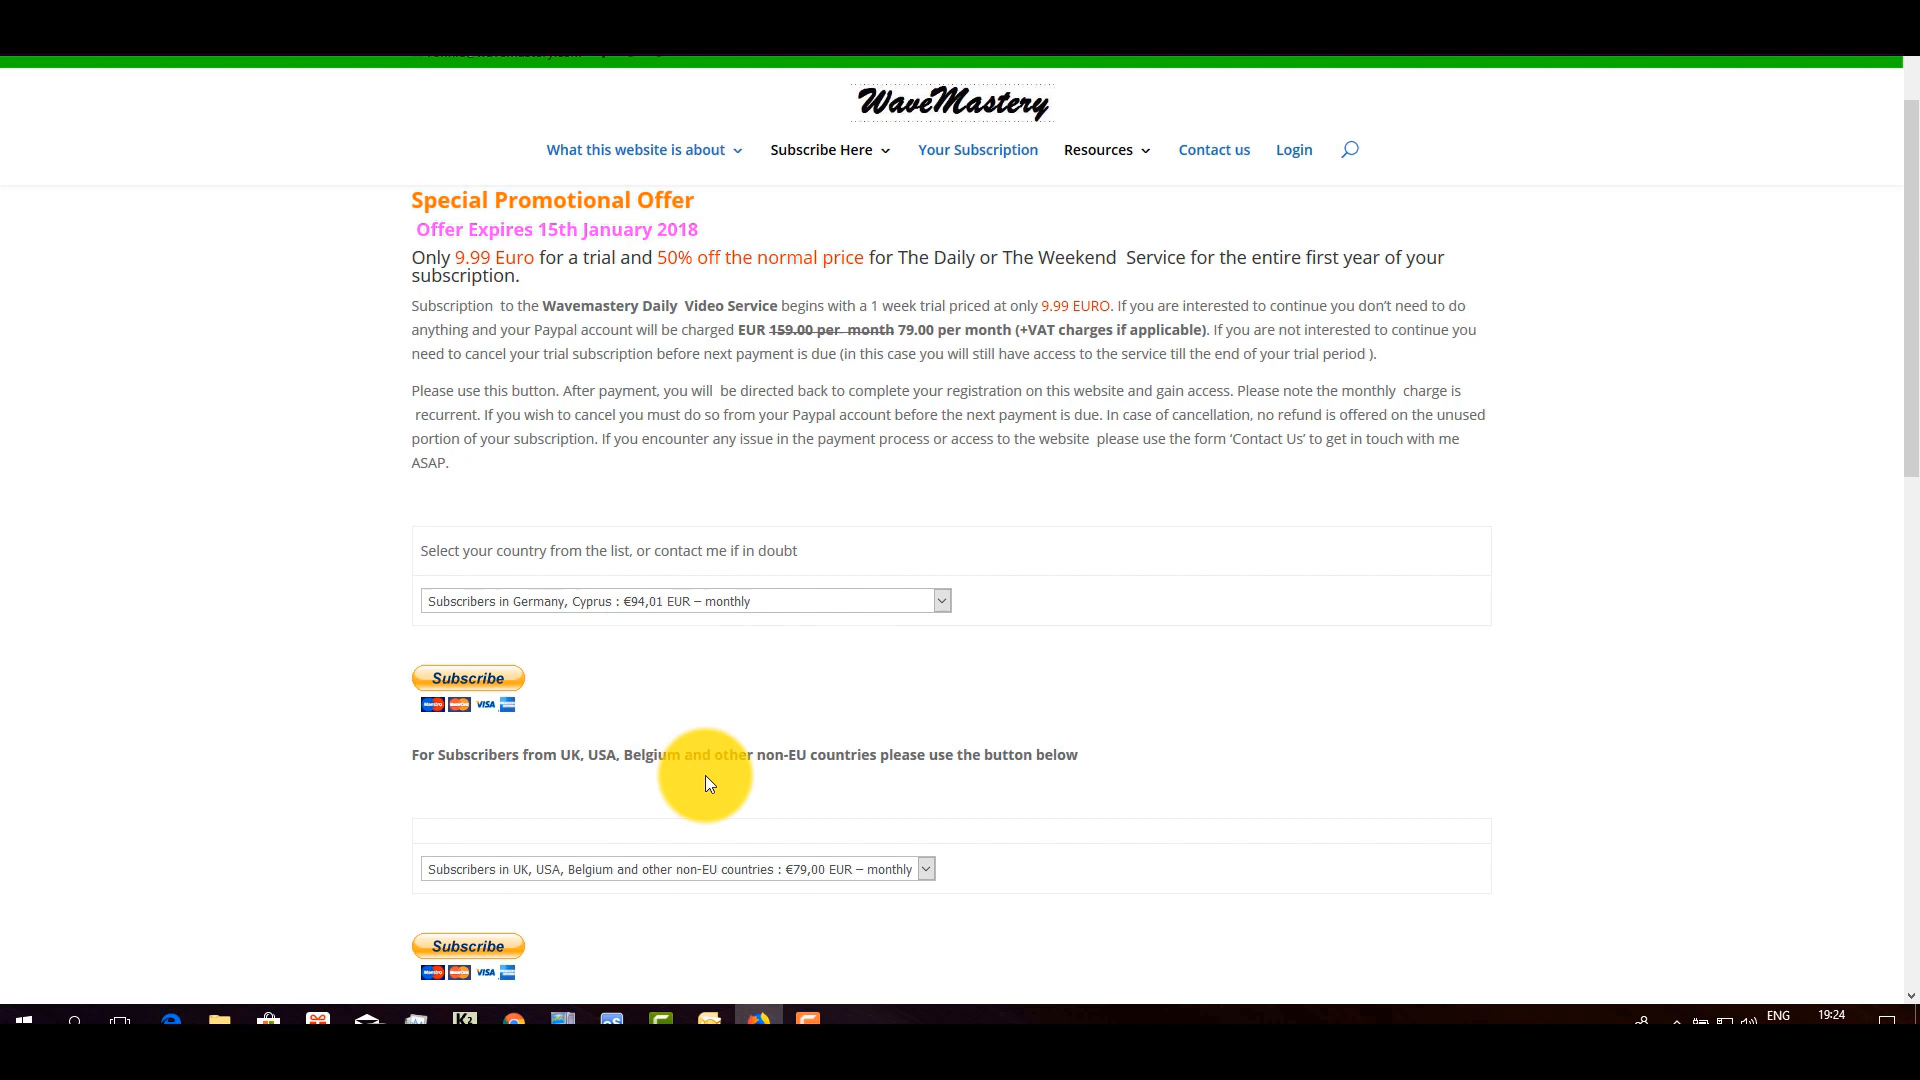 WaveMastery
What this website is about Subscribe Here Your Subscription Resources Contact us Login
Special Promotional Offer
Offer Expires 15th January 2018
Only 9.99 Euro for a trial and 50% off the normal price for The Daily or The Weekend Service for the entire first year of your
subscription.
Subscription to the Wavemastery Daily Video Service begins with a 1 week trial priced at only 9.99 EURO. If you are interested to continue you don’t need to do
anything and your Paypal account will be charged EUR 159.00 per month 79.00 per month (+VAT charges if applicable). If you are not interested to continue you
need to cancel your trial subscription before next payment is due (in this case you will still have access to the service till the end of your trial period ).
Please use this button. After payment, you will be directed back to complete your registration on this website and gain access. Please note the monthly charge is
recurrent. If you wish to cancel you must do so from your Paypal account before the next payment is due. In case of cancellation, no refund is offered on the unused
portion of your subscription. If you encounter any issue in the payment process or access to the website please use the form ‘Contact Us’ to get in touch with me
ASAP.
Select your country from the list, or contact me if in doubt
Subscribers in Germany, Cyprus : €94,01 EUR – monthly
Subscribe
Maestro MasterCard VISA
For Subscribers from UK, USA, Belgium and other non-EU countries please use the button below
Subscribers in UK, USA, Belgium and other non-EU countries : €79,00 EUR – monthly
Subscribe
Maestro MasterCard VISA
ENG 19:24